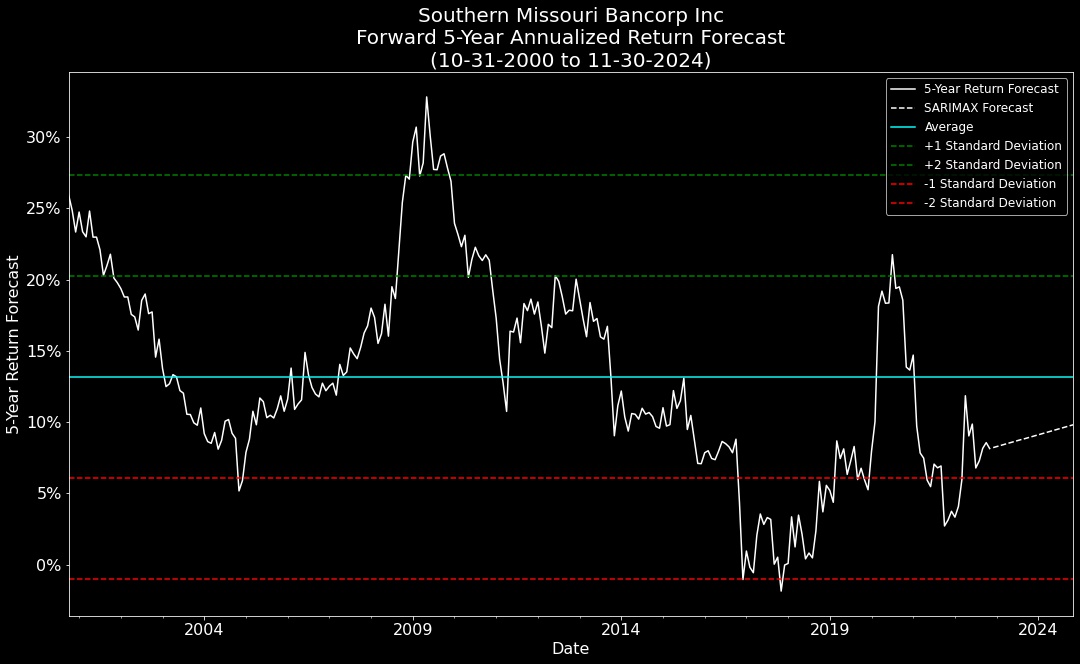 Southern Missouri Bancorp Inc
Forward 5-Year Annualized Return Forecast
(10-31-2000 to 11-30-2024)
5-Year Return Forecast
SARIMAX Forecast
Average
+1 Standard Deviation
+2 Standard Deviation
-1 Standard Deviation
-2 Standard Deviation
5-Year Return Forecast
30%
25%
20%
15%
10%
5%
0%
2004
2009
2014
2019
2024
Date